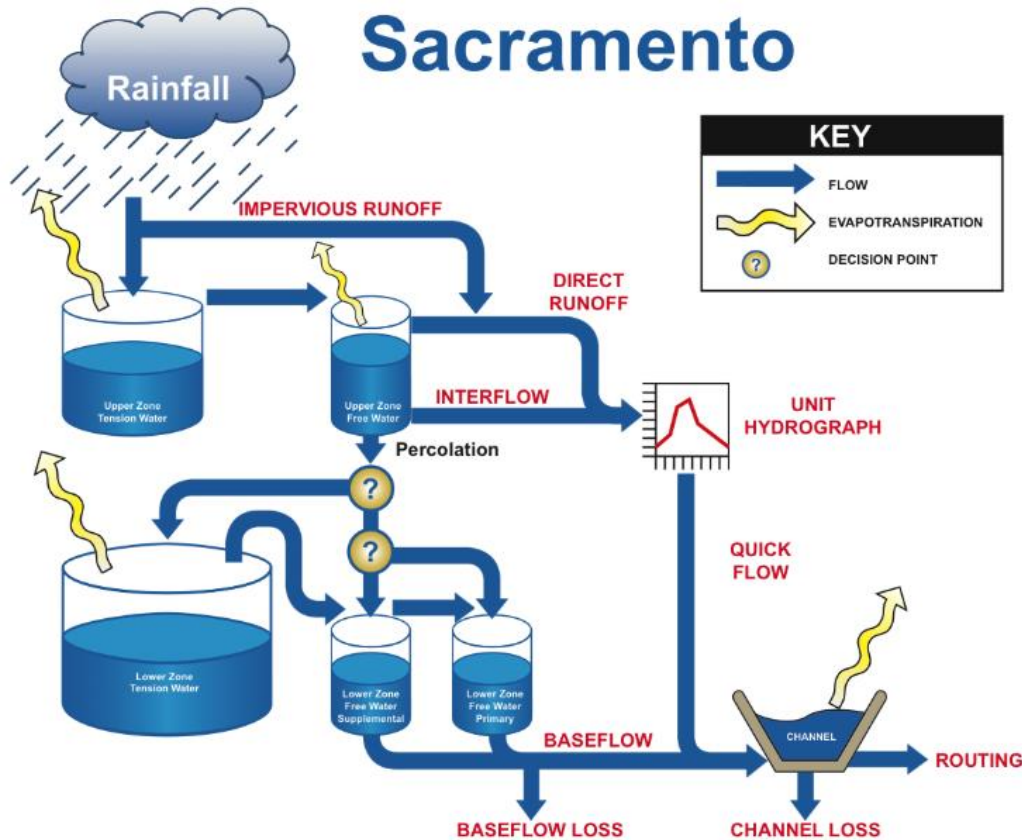 Sacramento
Rainfall
KEY
FLOW
EVAPOTRANSPIRATION
?
DECISION POINT
IMPERVIOUS RUNOFF
DIRECT
RUNOFF
Upper Zone
Tension Water
Upper Zone
Free Water
INTERFLOW
UNIT
HYDROGRAPH
Percolation
?
?
QUICK
FLOW
Lower Zone
Tension Water
Lower Zone
Free Water
Supplemental
Lower Zone
Free Water
Primary
BASEFLOW
CHANNEL
ROUTING
BASEFLOW LOSS
CHANNEL LOSS